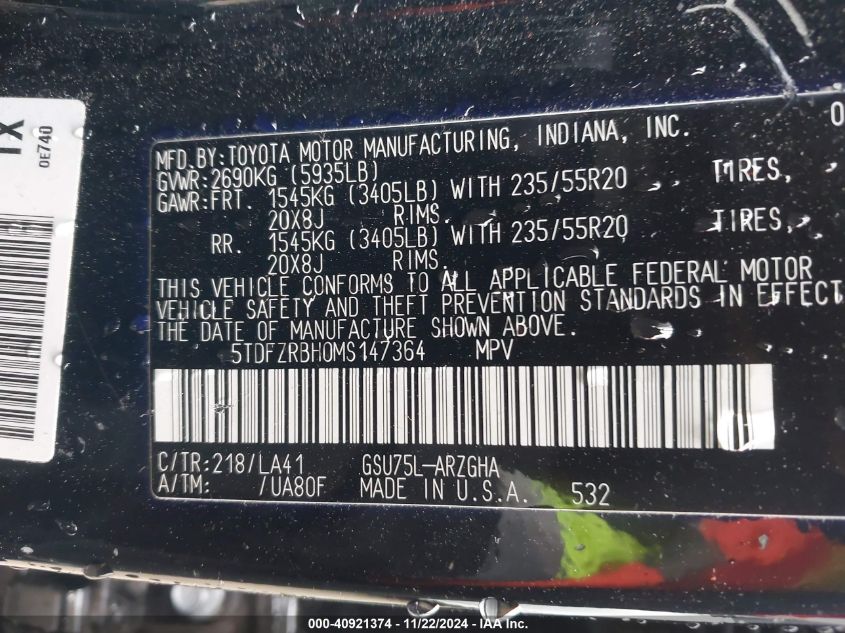 TX
0E740
0
MFD.BY:TOYOTA MOTOR MANUFACTURING, INDIANA, INC.
GVWR:2690KG (5935LB)
GAWR:FRT. 1545KG (3405LB) WITH 235/55R20 TIRES,
20X8J RIMS.
RR. 1545KG (3405LB) WITH 235/55R20 TIRES,
20X8J RIMS.
THIS VEHICLE CONFORMS TO ALL APPLICABLE FEDERAL MOTOR
VEHICLE SAFETY AND THEFT PREVENTION STANDARDS IN EFFECT
THE DATE OF MANUFACTURE SHOWN ABOVE.
5TDFZRBH0MS147364 MPV
C/TR:218/LA41 GSU75L-ARZGHA
A/TM: /UA80F MADE IN U.S.A. 532
000-40921374 - 11/22/2024 - IAA Inc.